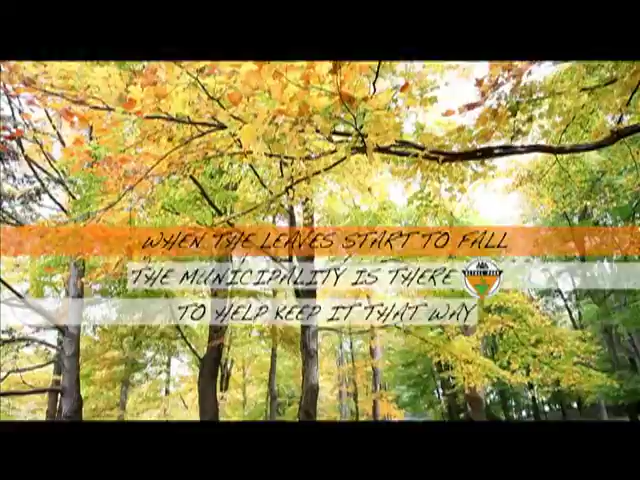 WHEN THE LEAVES START TO FALL
THE MUNICIPALITY IS THERE
TO HELP KEEP IT THAT WAY